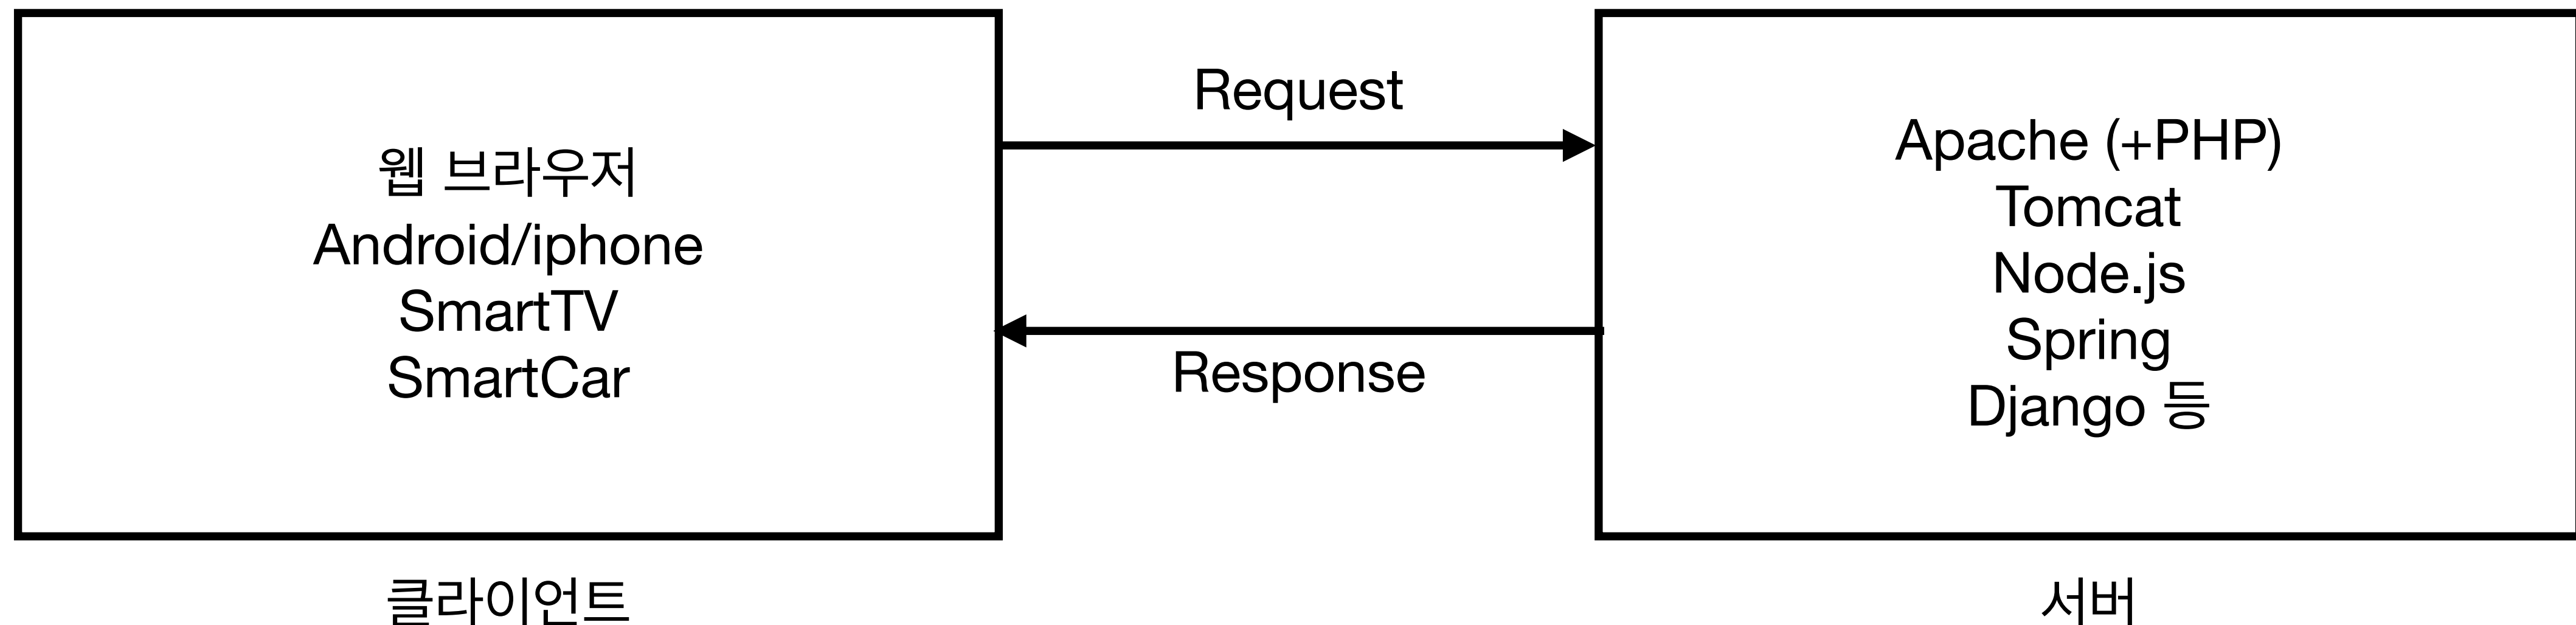 웹 브라우저
Android/iphone
SmartTV
SmartCar
클라이언트
Request
Response
Apache (+PHP)
Tomcat
Node.js
Spring
Django 등
서버